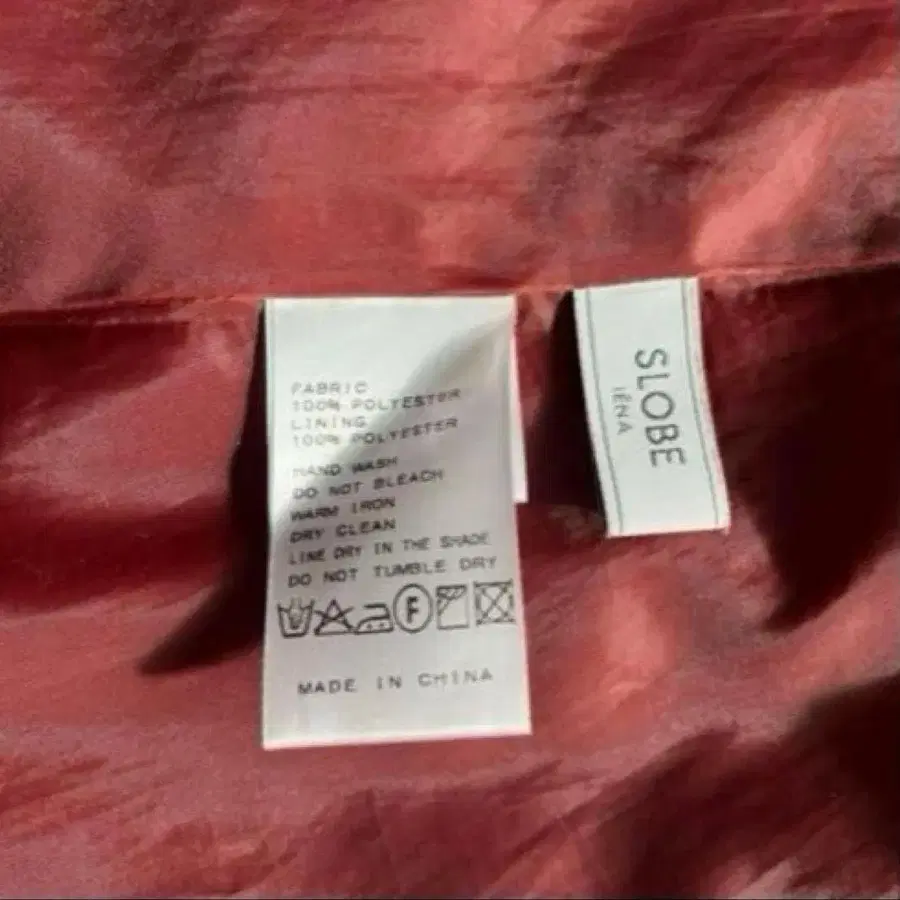 FABRIC
100% POLYESTER
LINING
100% POLYESTER
HAND WASH
DO NOT BLEACH
WARM IRON
DRY CLEAN
LINE DRY IN THE SHADE
DO NOT TUMBLE DRY
F
MADE IN CHINA
SLOBE
IÉNA